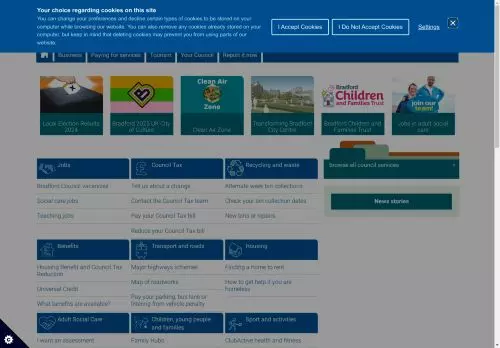 Your choice regarding cookies on this site
You can change your preferences and decline certain types of cookies to be stored on your
computer while browsing our website. You can also remove any cookies already stored on your
computer, but keep in mind that deleting cookies may prevent you from using parts of our
website.
I Accept Cookies
I Do Not Accept Cookies
Settings
Business
Paying for services
Tourism
Your Council
Report it now
Local Election Results
2024
Bradford 2025 UK City
of Culture
Clean Air
Zone
Clean Air Zone
Transforming Bradford
City Centre
Bradford
Children
and Families Trust
Bradford Children and
Families Trust
join our
team!
Jobs in adult social
care
Jobs
Bradford Council vacancies
Social care jobs
Teaching jobs
Council Tax
Tell us about a change
Contact the Council Tax team
Pay your Council Tax bill
Reduce your Council Tax bill
Recycling and waste
Alternate week bin collections
Check your bin collection dates
New bins or repairs
browse all council services
News stories
Benefits
Housing Benefit and Council Tax
Reduction
Universal Credit
What benefits are available?
Transport and roads
Major highways schemes
Map of roadworks
Pay your parking, bus lane or
littering from vehicle penalty
Housing
Finding a home to rent
How to get help if you are
homeless
Adult Social Care
I want an assessment
Children, young people
and families
Family Hubs
Sport and activities
ClubActive health and fitness